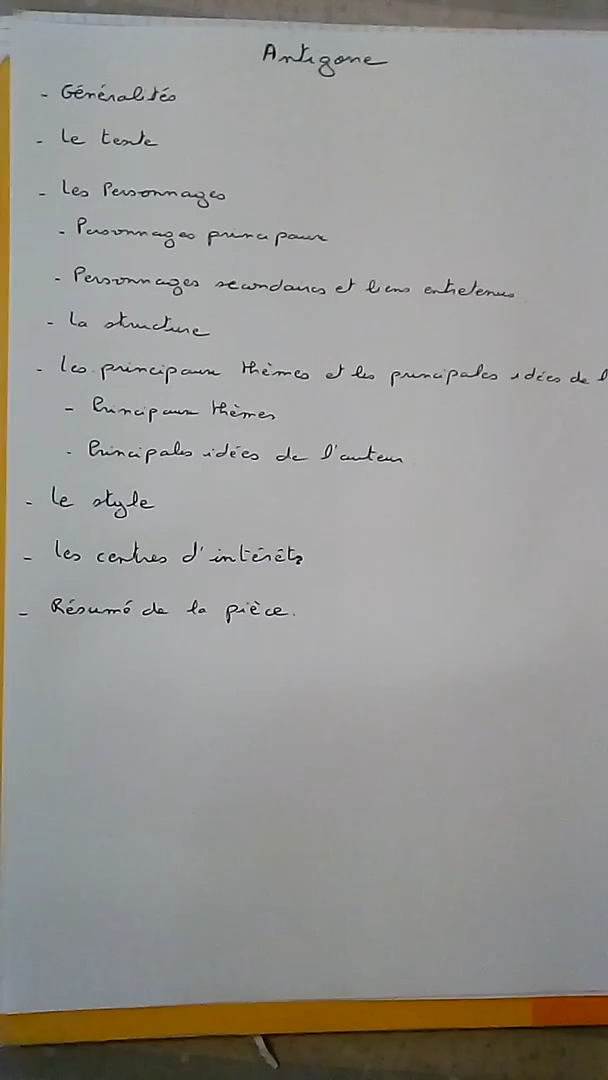 Antigone
- Généralités
- Le texte
- Les Personnages
- Personnages principaux
- Personnages secondaires et liens entretenus
- La structure
- Les principaux thèmes et les principales idées de l
- Principaux thèmes
- Principales idées de l'auteur
- Le style
- Les centres d'intérêts
- Résumé de la pièce.